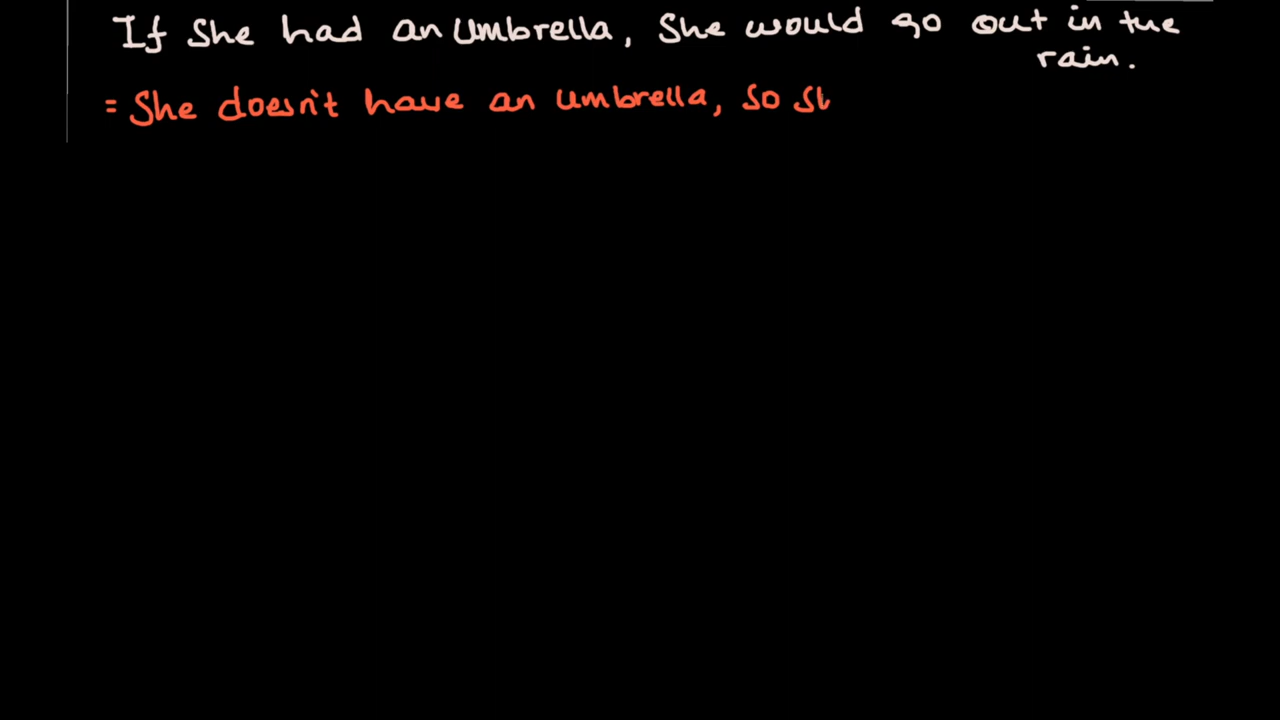 If She had an Umbrella, She would go out in the
rain.
= She doesn't have an umbrella, so